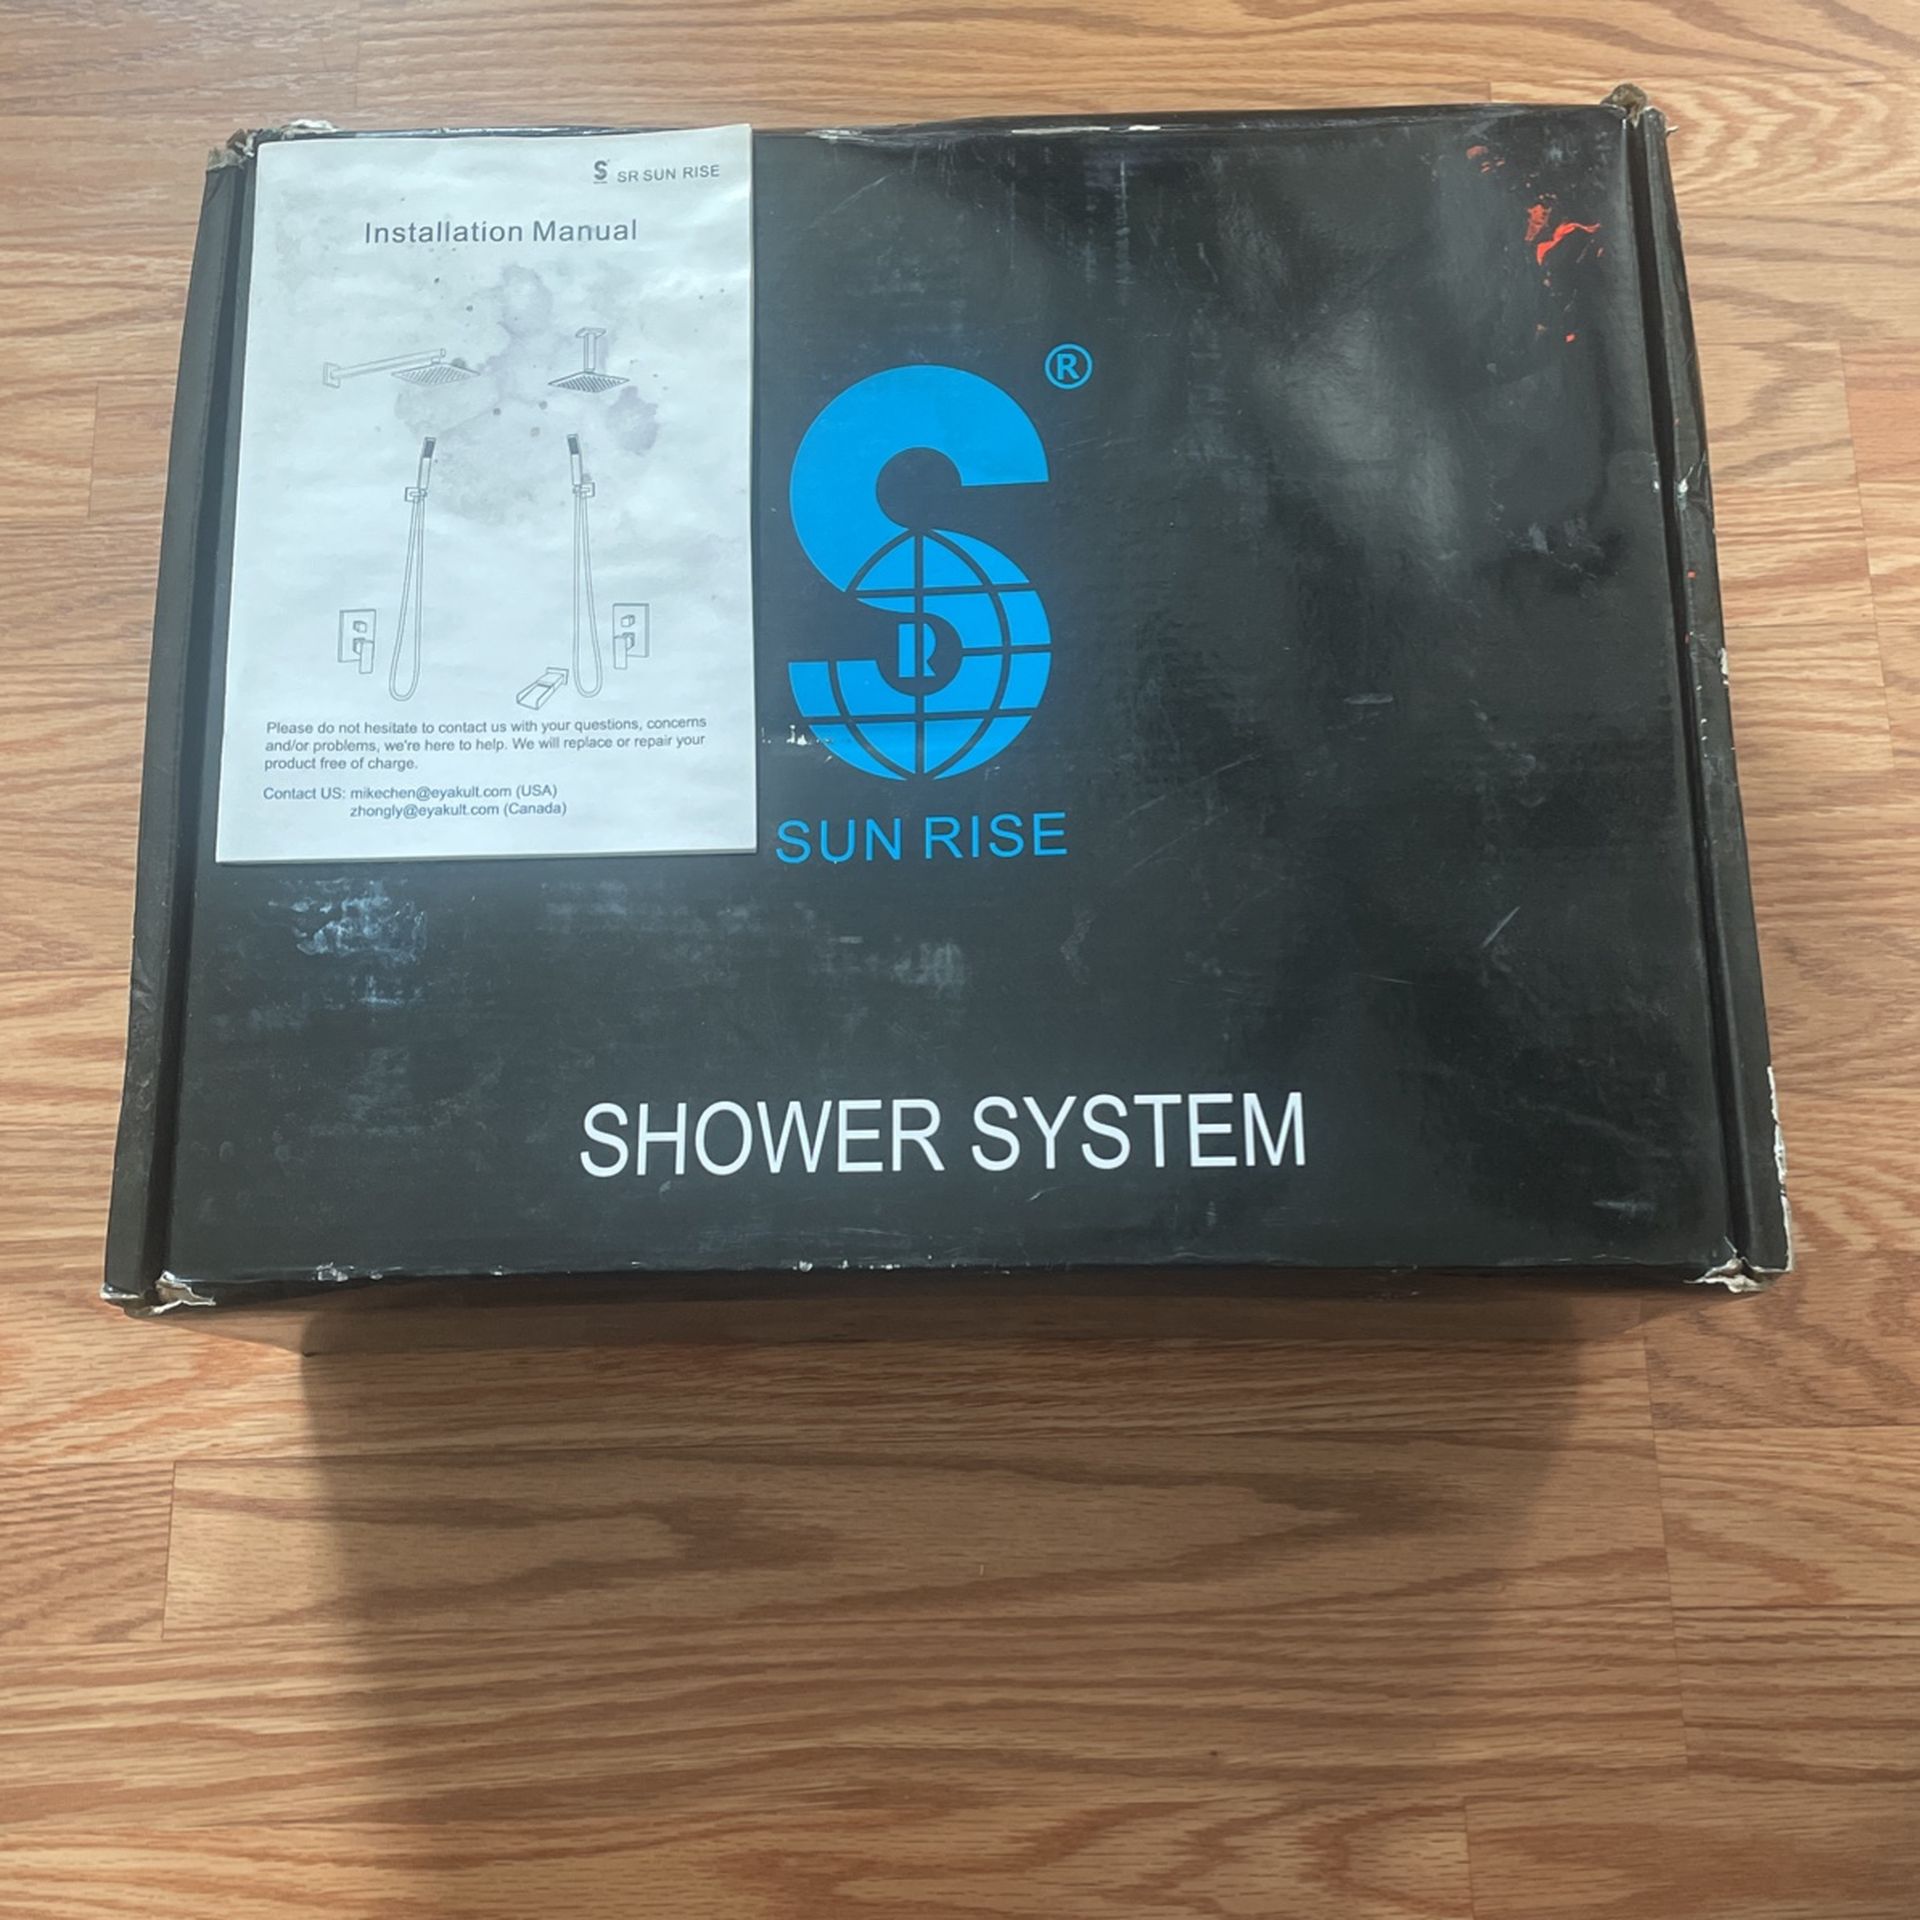 S SR SUN RISE
Installation Manual
Please do not hesitate to contact us with your questions, concerns
and/or problems, we're here to help. We will replace or repair your
product free of charge.
Contact US: mikechen@eyakult.com (USA)
zhongly@eyakult.com (Canada)
S ®
R
SUN RISE
SHOWER SYSTEM